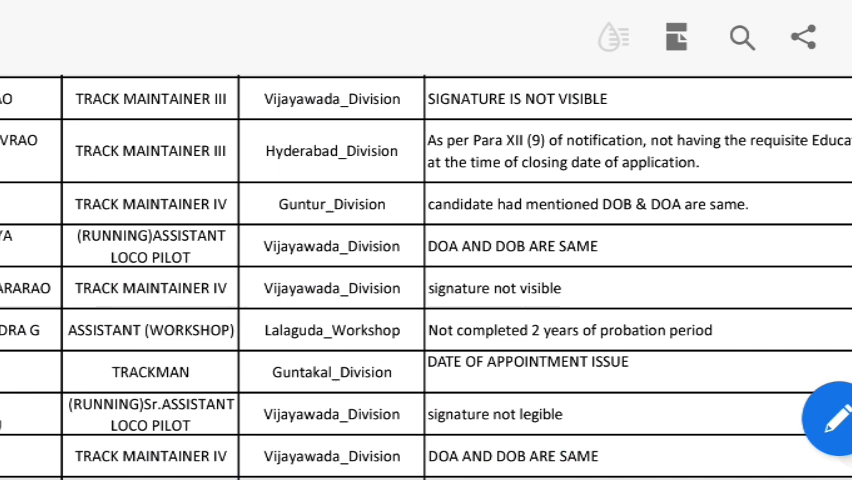 AO TRACK MAINTAINER III Vijayawada_Division SIGNATURE IS NOT VISIBLE
VRAO TRACK MAINTAINER III Hyderabad_Division As per Para XII (9) of notification, not having the requisite Educa
at the time of closing date of application.
TRACK MAINTAINER IV Guntur_Division candidate had mentioned DOB & DOA are same.
YA (RUNNING)ASSISTANT
LOCO PILOT Vijayawada_Division DOA AND DOB ARE SAME
ARARAO TRACK MAINTAINER IV Vijayawada_Division signature not visible
DRA G ASSISTANT (WORKSHOP) Lalaguda_Workshop Not completed 2 years of probation period
TRACKMAN Guntakal_Division DATE OF APPOINTMENT ISSUE
(RUNNING)Sr.ASSISTANT
LOCO PILOT Vijayawada_Division signature not legible
TRACK MAINTAINER IV Vijayawada_Division DOA AND DOB ARE SAME